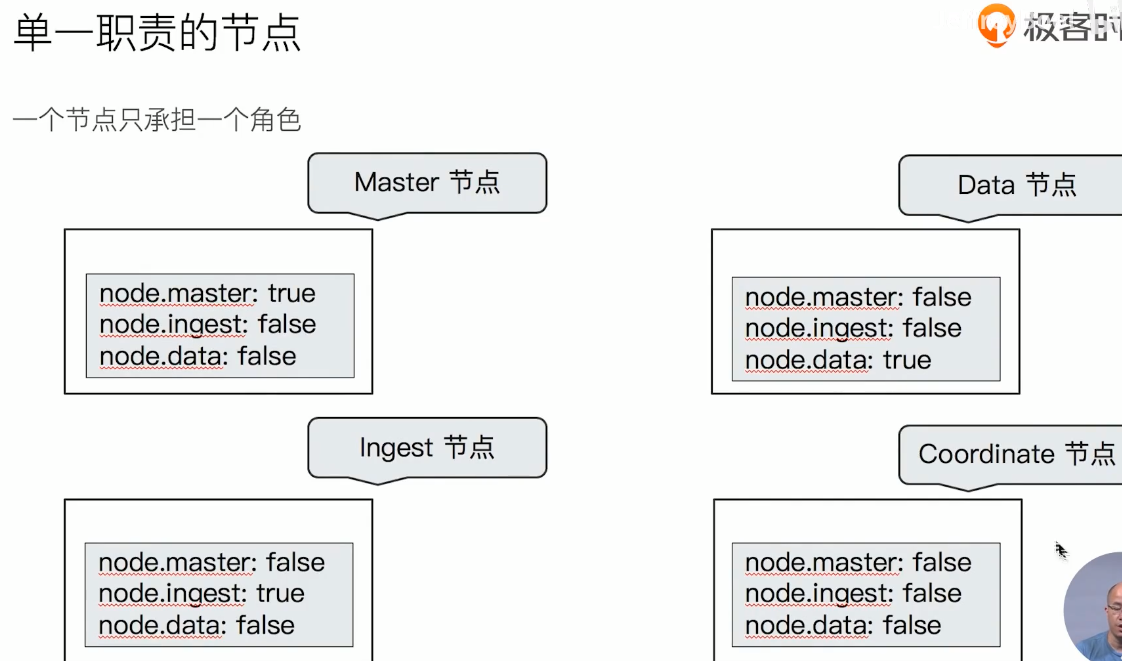 单一职责的节点
极客时
一个节点只承担一个角色
Master 节点
node.master: true
node.ingest: false
node.data: false
Data 节点
node.master: false
node.ingest: false
node.data: true
Ingest 节点
node.master: false
node.ingest: true
node.data: false
Coordinate 节点
node.master: false
node.ingest: false
node.data: false